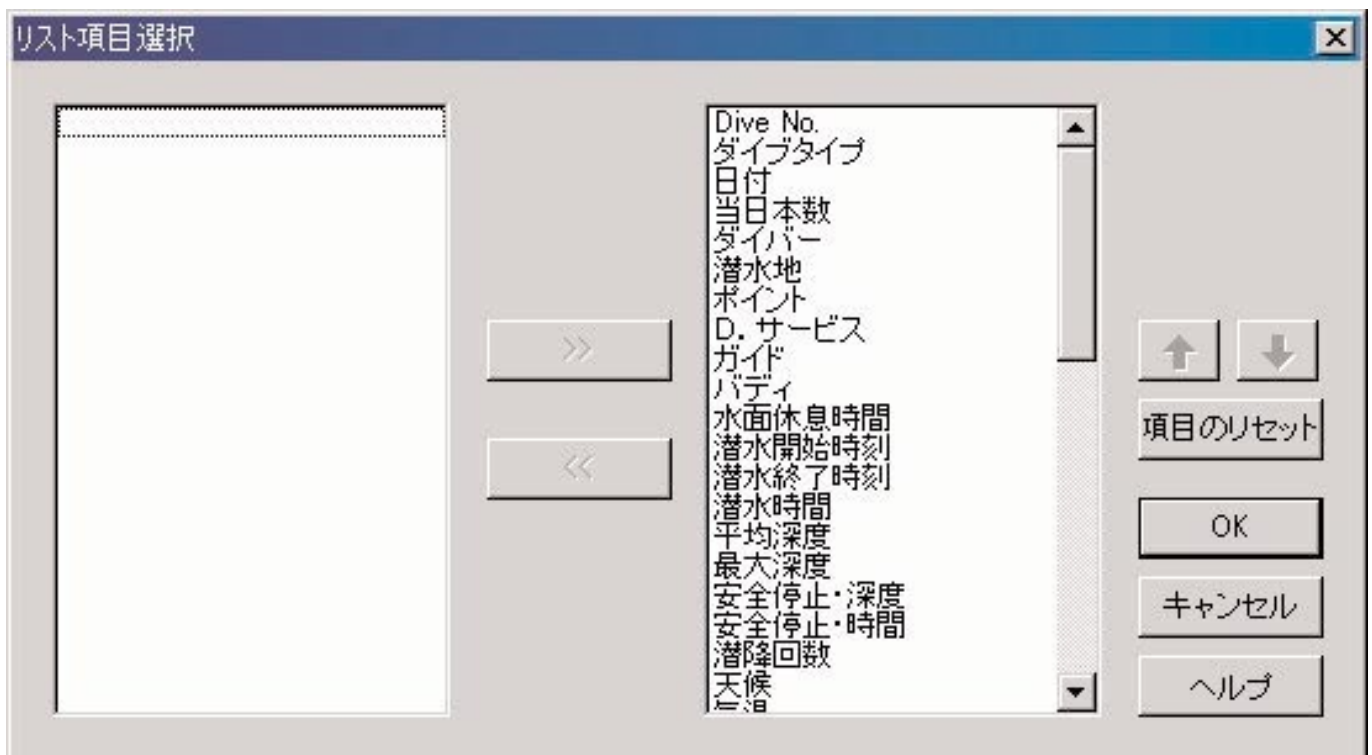 リスト項目選択
Dive No.
ダイブタイプ
日付
当日本数
ダイバー
潜水地
ポイント
D. サービス
ガイド
バディ
水面休息時間
潜水開始時刻
潜水終了時刻
潜水時間
平均深度
最大深度
安全停止・深度
安全停止・時間
潜降回数
天候
>>
<<
項目のリセット
OK
キャンセル
ヘルプ